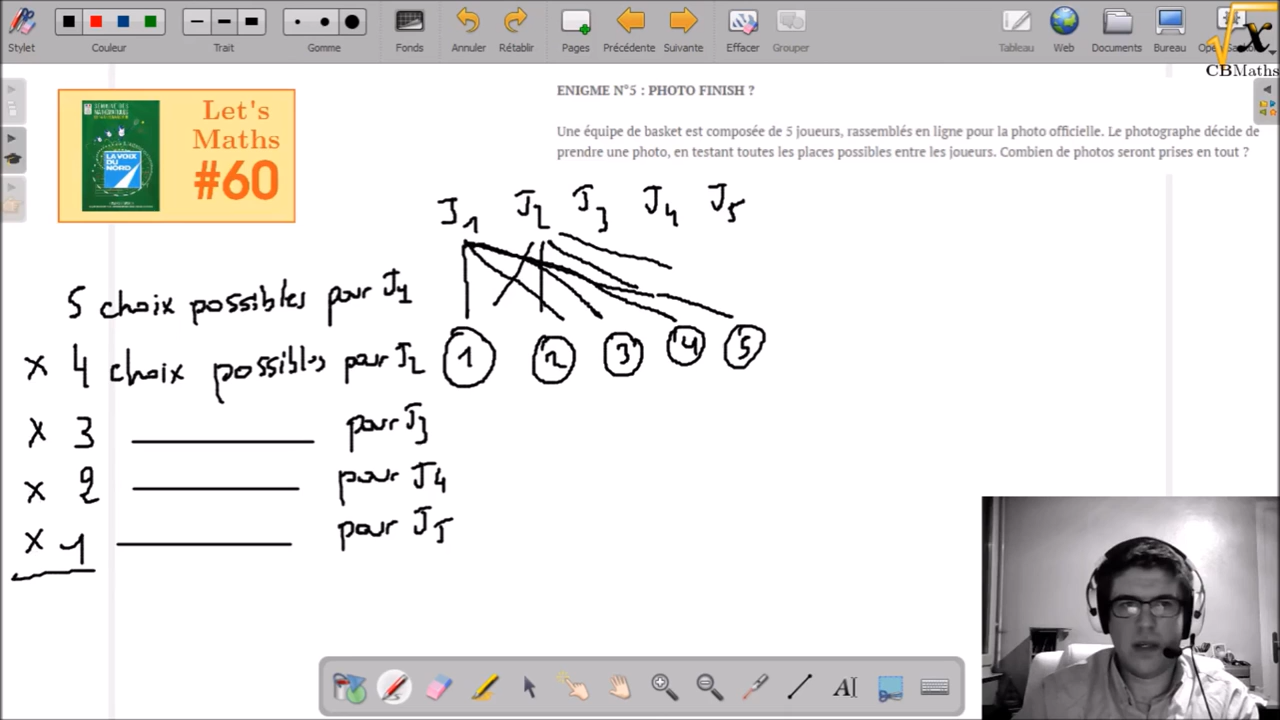 Stylet
Couleur
Trait
Gomme
Fonds
Annuler
Rétablir
Pages
Précédente
Suivante
Effacer
Grouper
Tableau
Web
Documents
Bureau
x
CBMaths
ENIGME N°5 : PHOTO FINISH ?
Une équipe de basket est composée de 5 joueurs, rassemblés en ligne pour la photo officielle. Le photographe décide de
prendre une photo, en testant toutes les places possibles entre les joueurs. Combien de photos seront prises en tout ?
Let's
Maths
#60
LA VOIX
DU NORD
J1 J2 J3 J4 J5
5 choix possibles pour J1
x 4 choix possibles pour J2
1 2 3 4 5
x 3 pour J3
x 2 pour J4
x 1 pour J5
AI